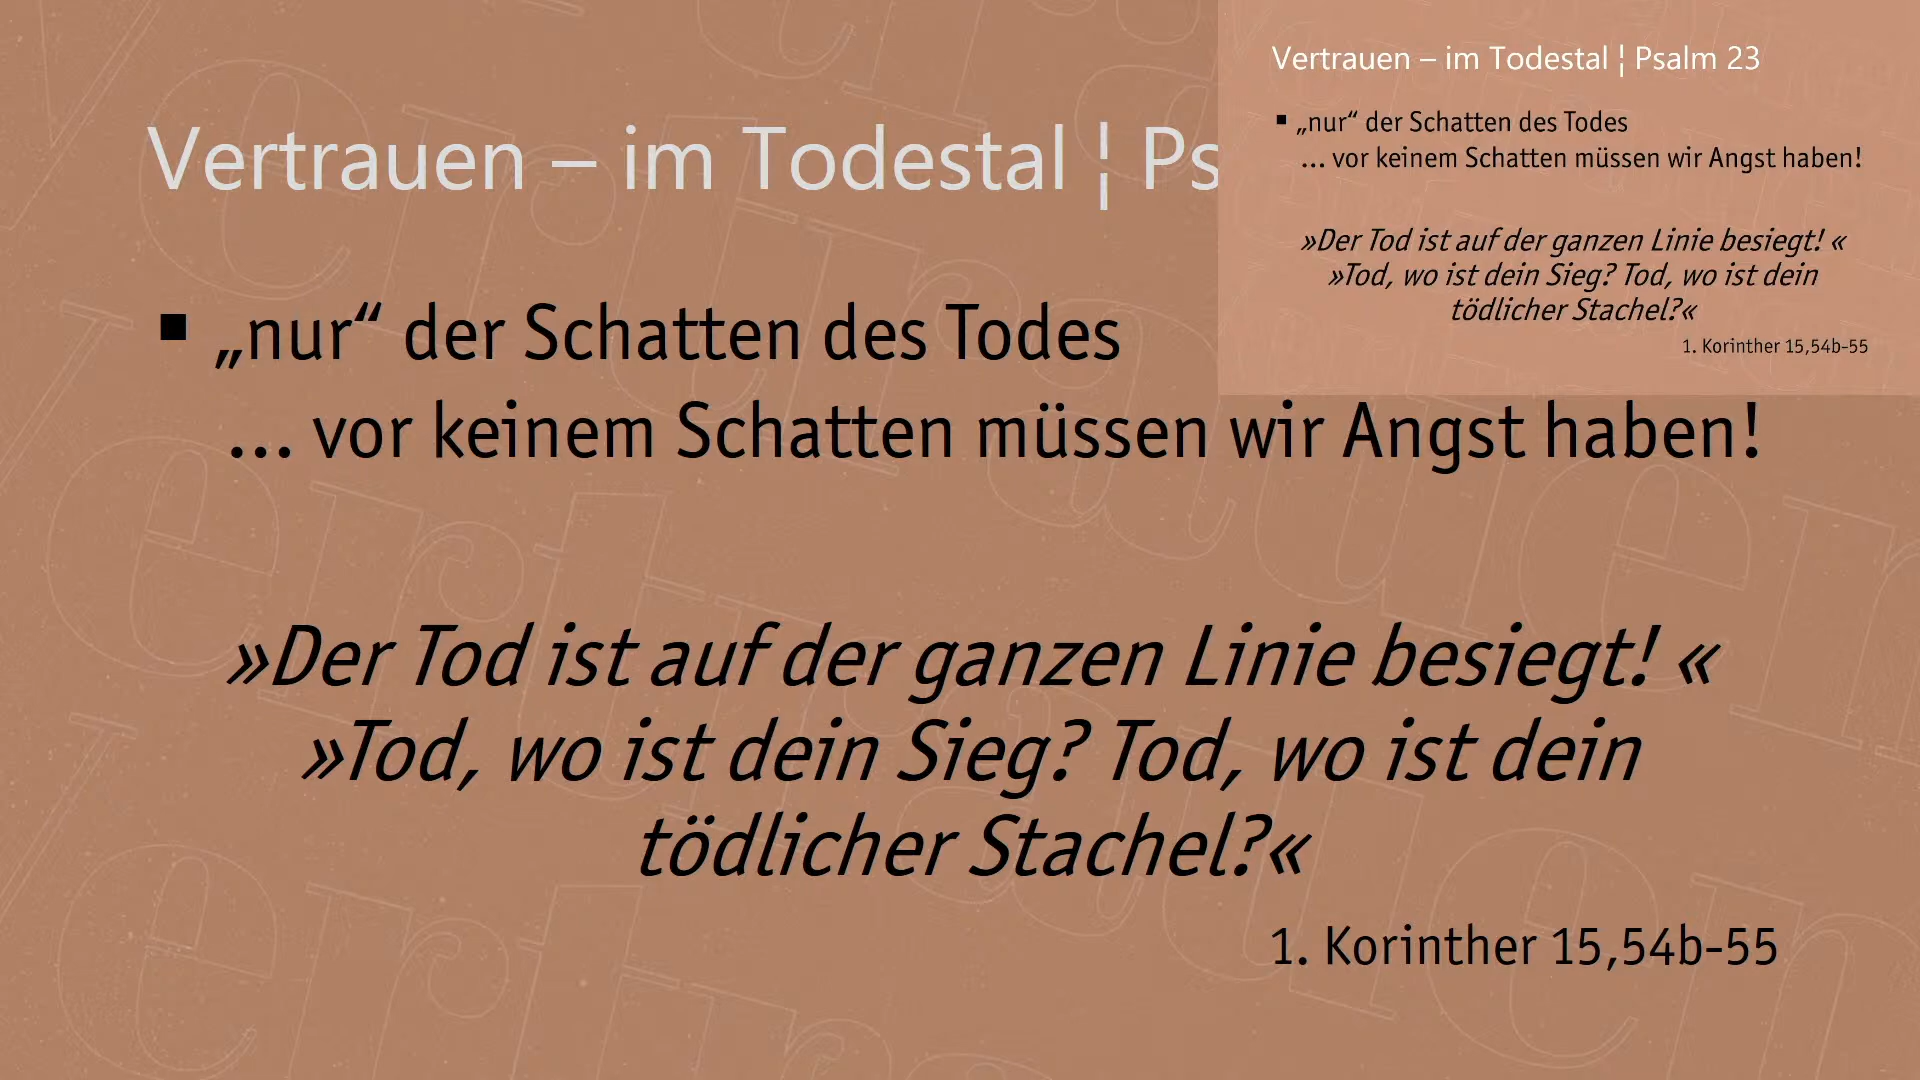 Vertrauen – im Todestal ¦ Ps
▪ „nur“ der Schatten des Todes
... vor keinem Schatten müssen wir Angst haben!
»Der Tod ist auf der ganzen Linie besiegt! «
»Tod, wo ist dein Sieg? Tod, wo ist dein
tödlicher Stachel?«
1. Korinther 15,54b-55
Vertrauen – im Todestal ¦ Psalm 23
▪ „nur“ der Schatten des Todes
... vor keinem Schatten müssen wir Angst haben!
»Der Tod ist auf der ganzen Linie besiegt! «
»Tod, wo ist dein Sieg? Tod, wo ist dein
tödlicher Stachel?«
1. Korinther 15,54b-55